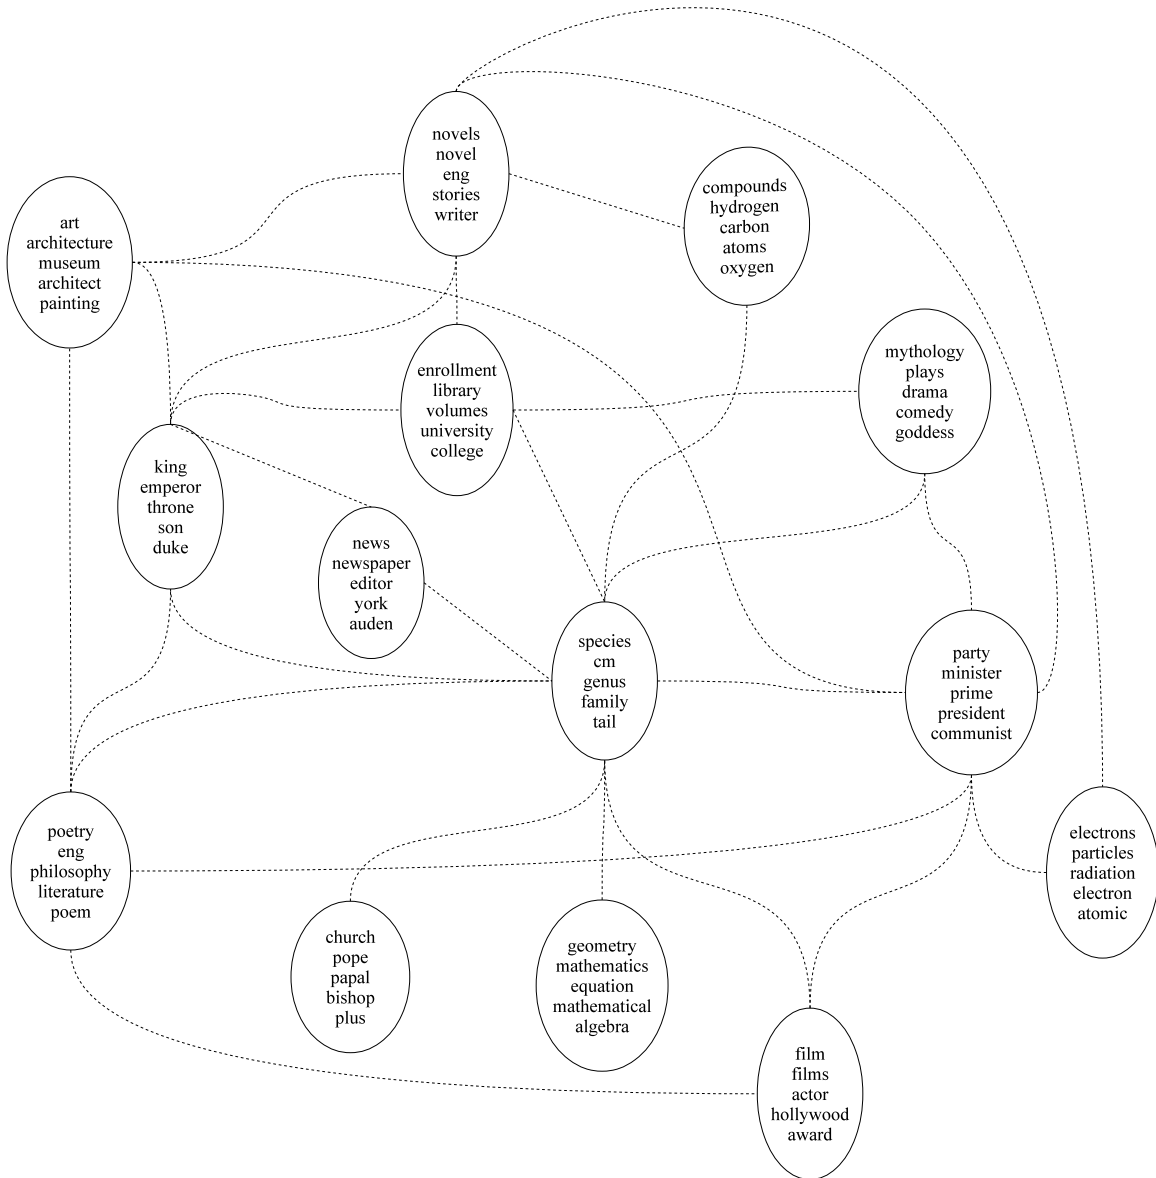 novels
novel
eng
stories
writer
compounds
hydrogen
carbon
atoms
oxygen
art
architecture
museum
architect
painting
mythology
plays
drama
comedy
goddess
enrollment
library
volumes
university
college
king
emperor
throne
son
duke
news
newspaper
editor
york
auden
species
cm
genus
family
tail
party
minister
prime
president
communist
poetry
eng
philosophy
literature
poem
electrons
particles
radiation
electron
atomic
church
pope
papal
bishop
plus
geometry
mathematics
equation
mathematical
algebra
film
films
actor
hollywood
award